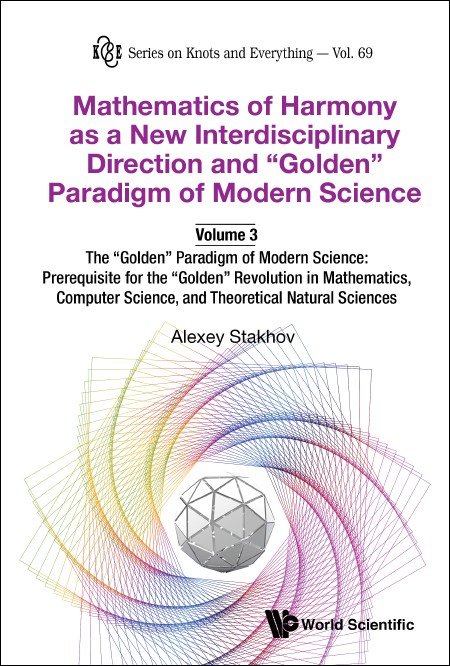 K&E Series on Knots and Everything — Vol. 69
Mathematics of Harmony
as a New Interdisciplinary
Direction and “Golden”
Paradigm of Modern Science
Volume 3
The “Golden” Paradigm of Modern Science:
Prerequisite for the “Golden” Revolution in Mathematics,
Computer Science, and Theoretical Natural Sciences
Alexey Stakhov
World Scientific